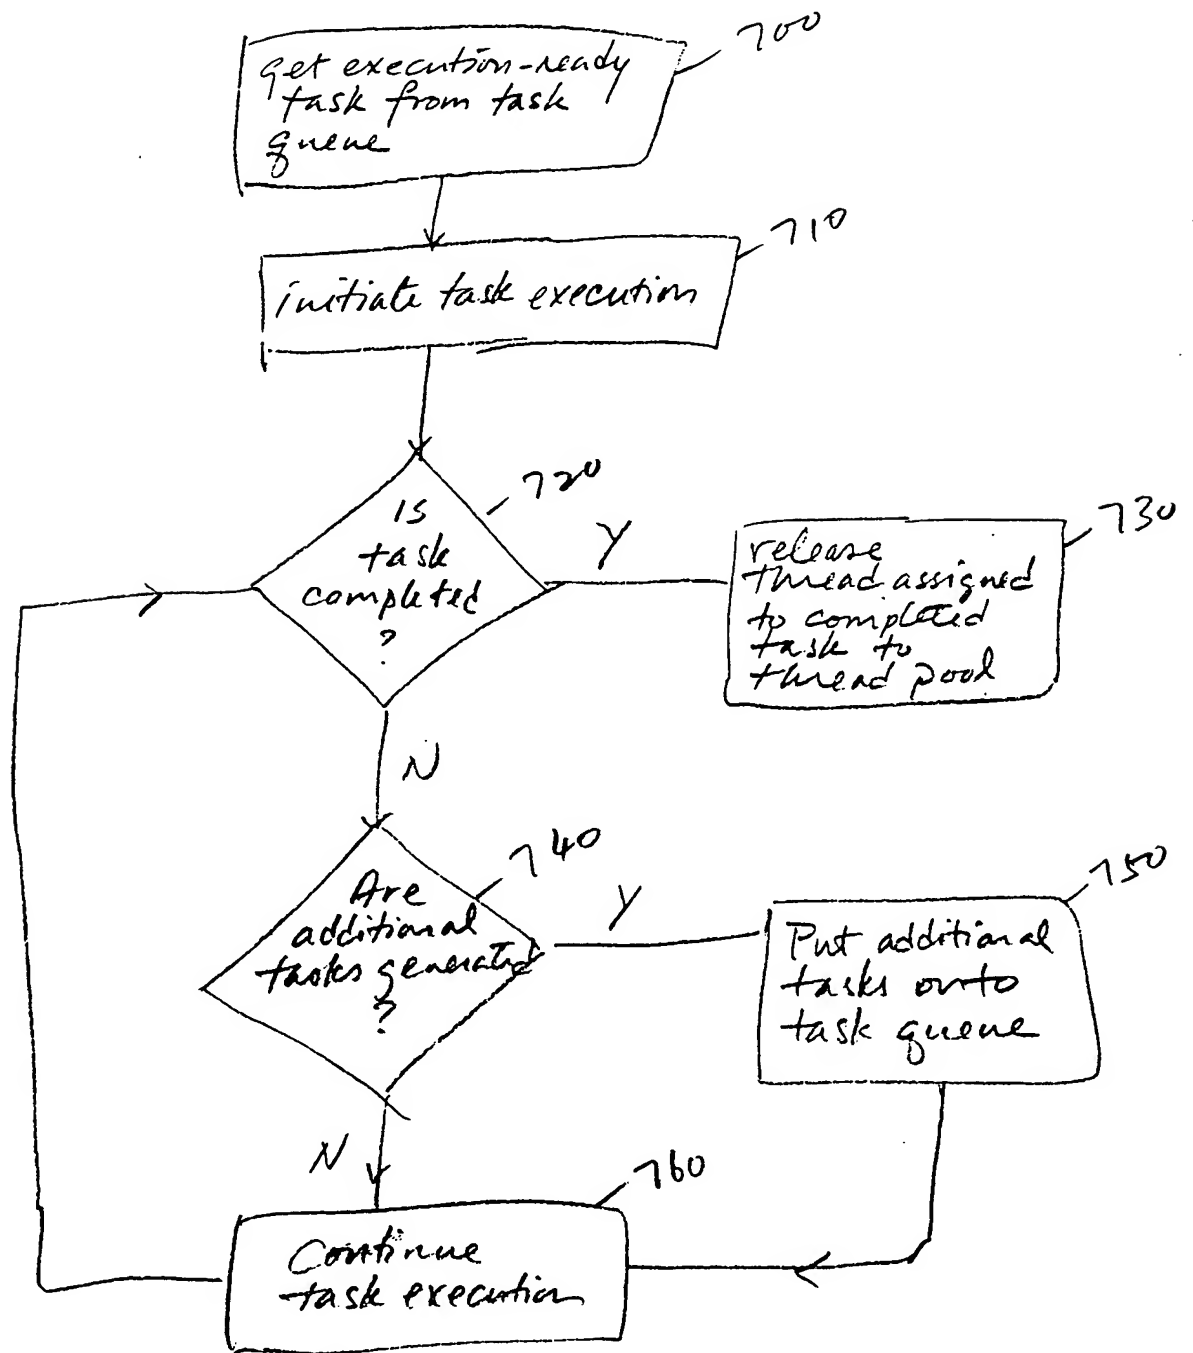 700
get execution-ready
task from task
queue
710
initiate task execution
720
Is
task
completed
?
Y
730
release
thread assigned
to completed
task to
thread pool
N
740
Are
additional
tasks generated
?
Y
750
Put additional
tasks onto
task queue
N
760
Continue
task execution